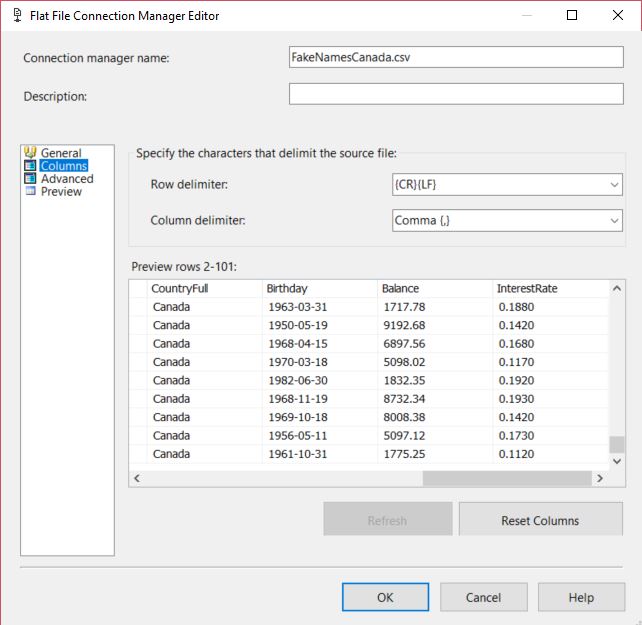 Flat File Connection Manager Editor
Connection manager name: FakeNamesCanada.csv
Description:
General
Columns
Advanced
Preview
Specify the characters that delimit the source file:
Row delimiter: {CR}{LF}
Column delimiter: Comma {,}
Preview rows 2-101:
CountryFull Birthday Balance InterestRate
Canada 1963-03-31 1717.78 0.1880
Canada 1950-05-19 9192.68 0.1420
Canada 1968-04-15 6897.56 0.1680
Canada 1970-03-18 5098.02 0.1170
Canada 1982-06-30 1832.35 0.1920
Canada 1968-11-19 8732.34 0.1930
Canada 1969-10-18 8008.38 0.1420
Canada 1956-05-11 5097.12 0.1730
Canada 1961-10-31 1775.25 0.1120
Refresh Reset Columns
OK Cancel Help